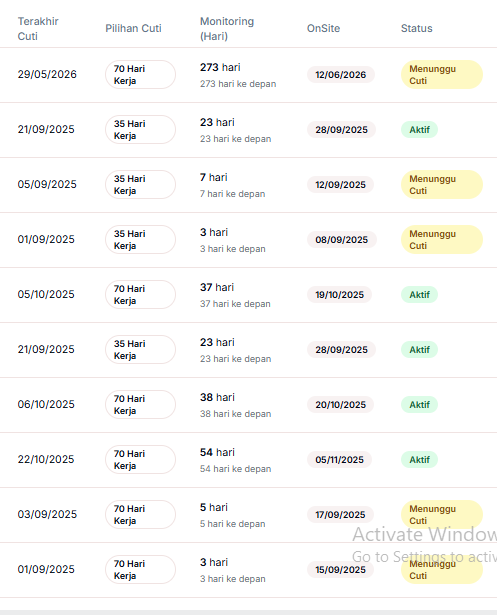 Terakhir
Cuti
Pilihan Cuti
Monitoring
(Hari)
OnSite
Status
29/05/2026
70 Hari
Kerja
273 hari
273 hari ke depan
12/06/2026
Menunggu
Cuti
21/09/2025
35 Hari
Kerja
23 hari
23 hari ke depan
28/09/2025
Aktif
05/09/2025
35 Hari
Kerja
7 hari
7 hari ke depan
12/09/2025
Menunggu
Cuti
01/09/2025
35 Hari
Kerja
3 hari
3 hari ke depan
08/09/2025
Menunggu
Cuti
05/10/2025
70 Hari
Kerja
37 hari
37 hari ke depan
19/10/2025
Aktif
21/09/2025
35 Hari
Kerja
23 hari
23 hari ke depan
28/09/2025
Aktif
06/10/2025
70 Hari
Kerja
38 hari
38 hari ke depan
20/10/2025
Aktif
22/10/2025
70 Hari
Kerja
54 hari
54 hari ke depan
05/11/2025
Aktif
03/09/2025
70 Hari
Kerja
5 hari
5 hari ke depan
17/09/2025
Menunggu
Cuti
01/09/2025
70 Hari
Kerja
3 hari
3 hari ke depan
15/09/2025
Menunggu
Cuti
Activate Window
Go to Settings to activ